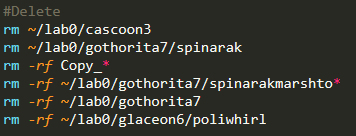 #Delete
rm ~/lab0/cascoon3
rm ~/lab0/gothorita7/spinarak
rm -rf Copy_*
rm -rf ~/lab0/gothorita7/spinarakmarshto*
rm -rf ~/lab0/gothorita7
rm -rf ~/lab0/glaceon6/poliwhirl